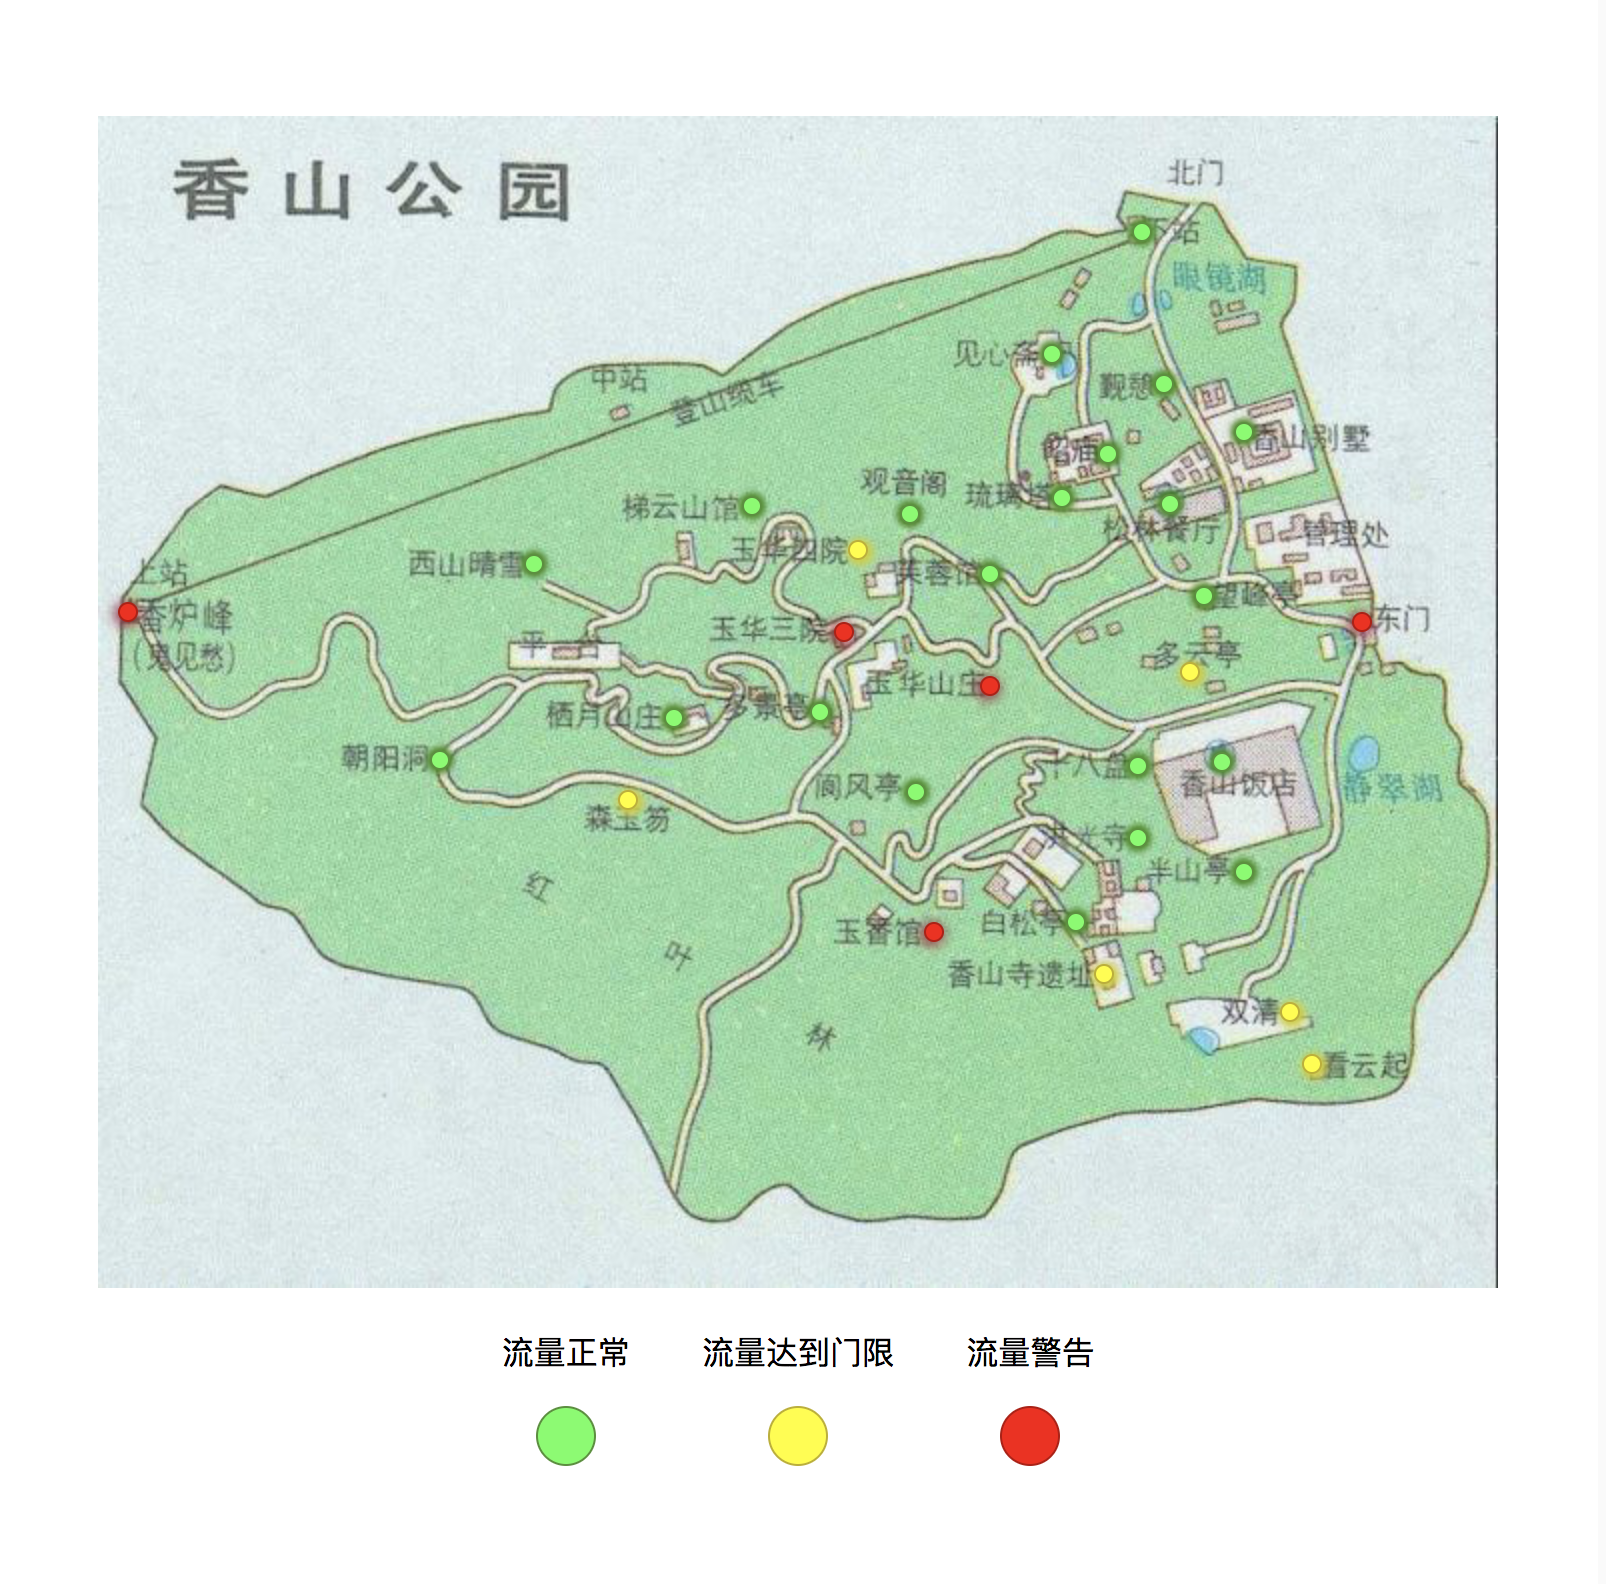 香山公园
北门
下站
眼镜湖
见心斋
中站
登山缆车
觐憩
香山别墅
昭庙
观音阁
琉璃塔
梯云山馆
松林餐厅
管理处
玉华四院
西山晴雪
上站
芙蓉馆
望峰亭
香炉峰
(鬼见愁)
东门
玉华三院
平台
多云亭
玉华山庄
栖月山庄
多景亭
朝阳洞
十八盘
阆风亭
香山饭店
静翠湖
森玉笏
洪光寺
半山亭
红叶林
玉香馆
白松亭
香山寺遗址
双清
看云起
流量正常
流量达到门限
流量警告